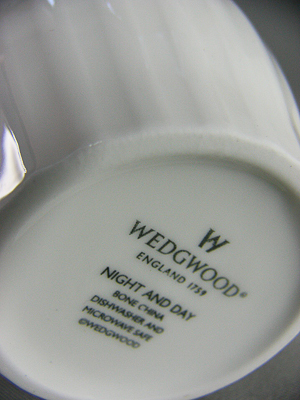 W
WEDGWOOD®
ENGLAND 1759
NIGHT AND DAY
BONE CHINA
DISHWASHER AND
MICROWAVE SAFE
©WEDGWOOD